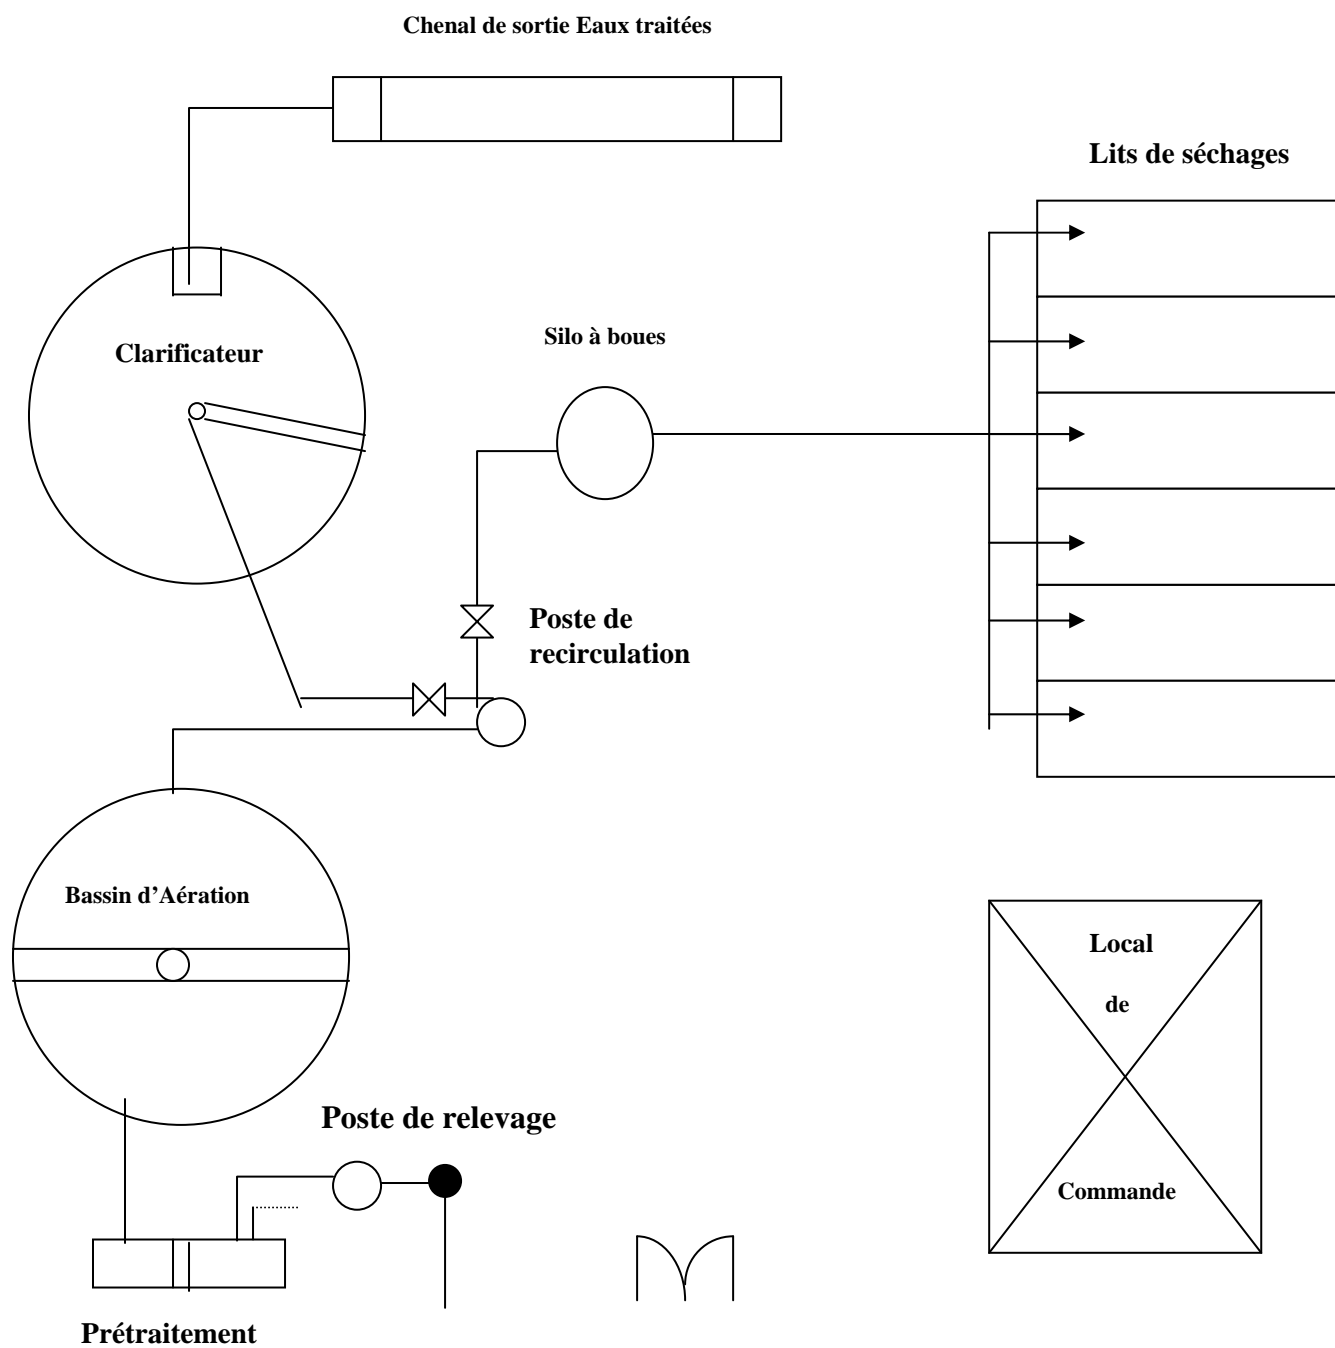 Chenal de sortie Eaux traitées
Lits de séchages
Silo à boues
Clarificateur
Poste de
recirculation
Bassin d’Aération
Local
de
Commande
Poste de relevage
Prétraitement